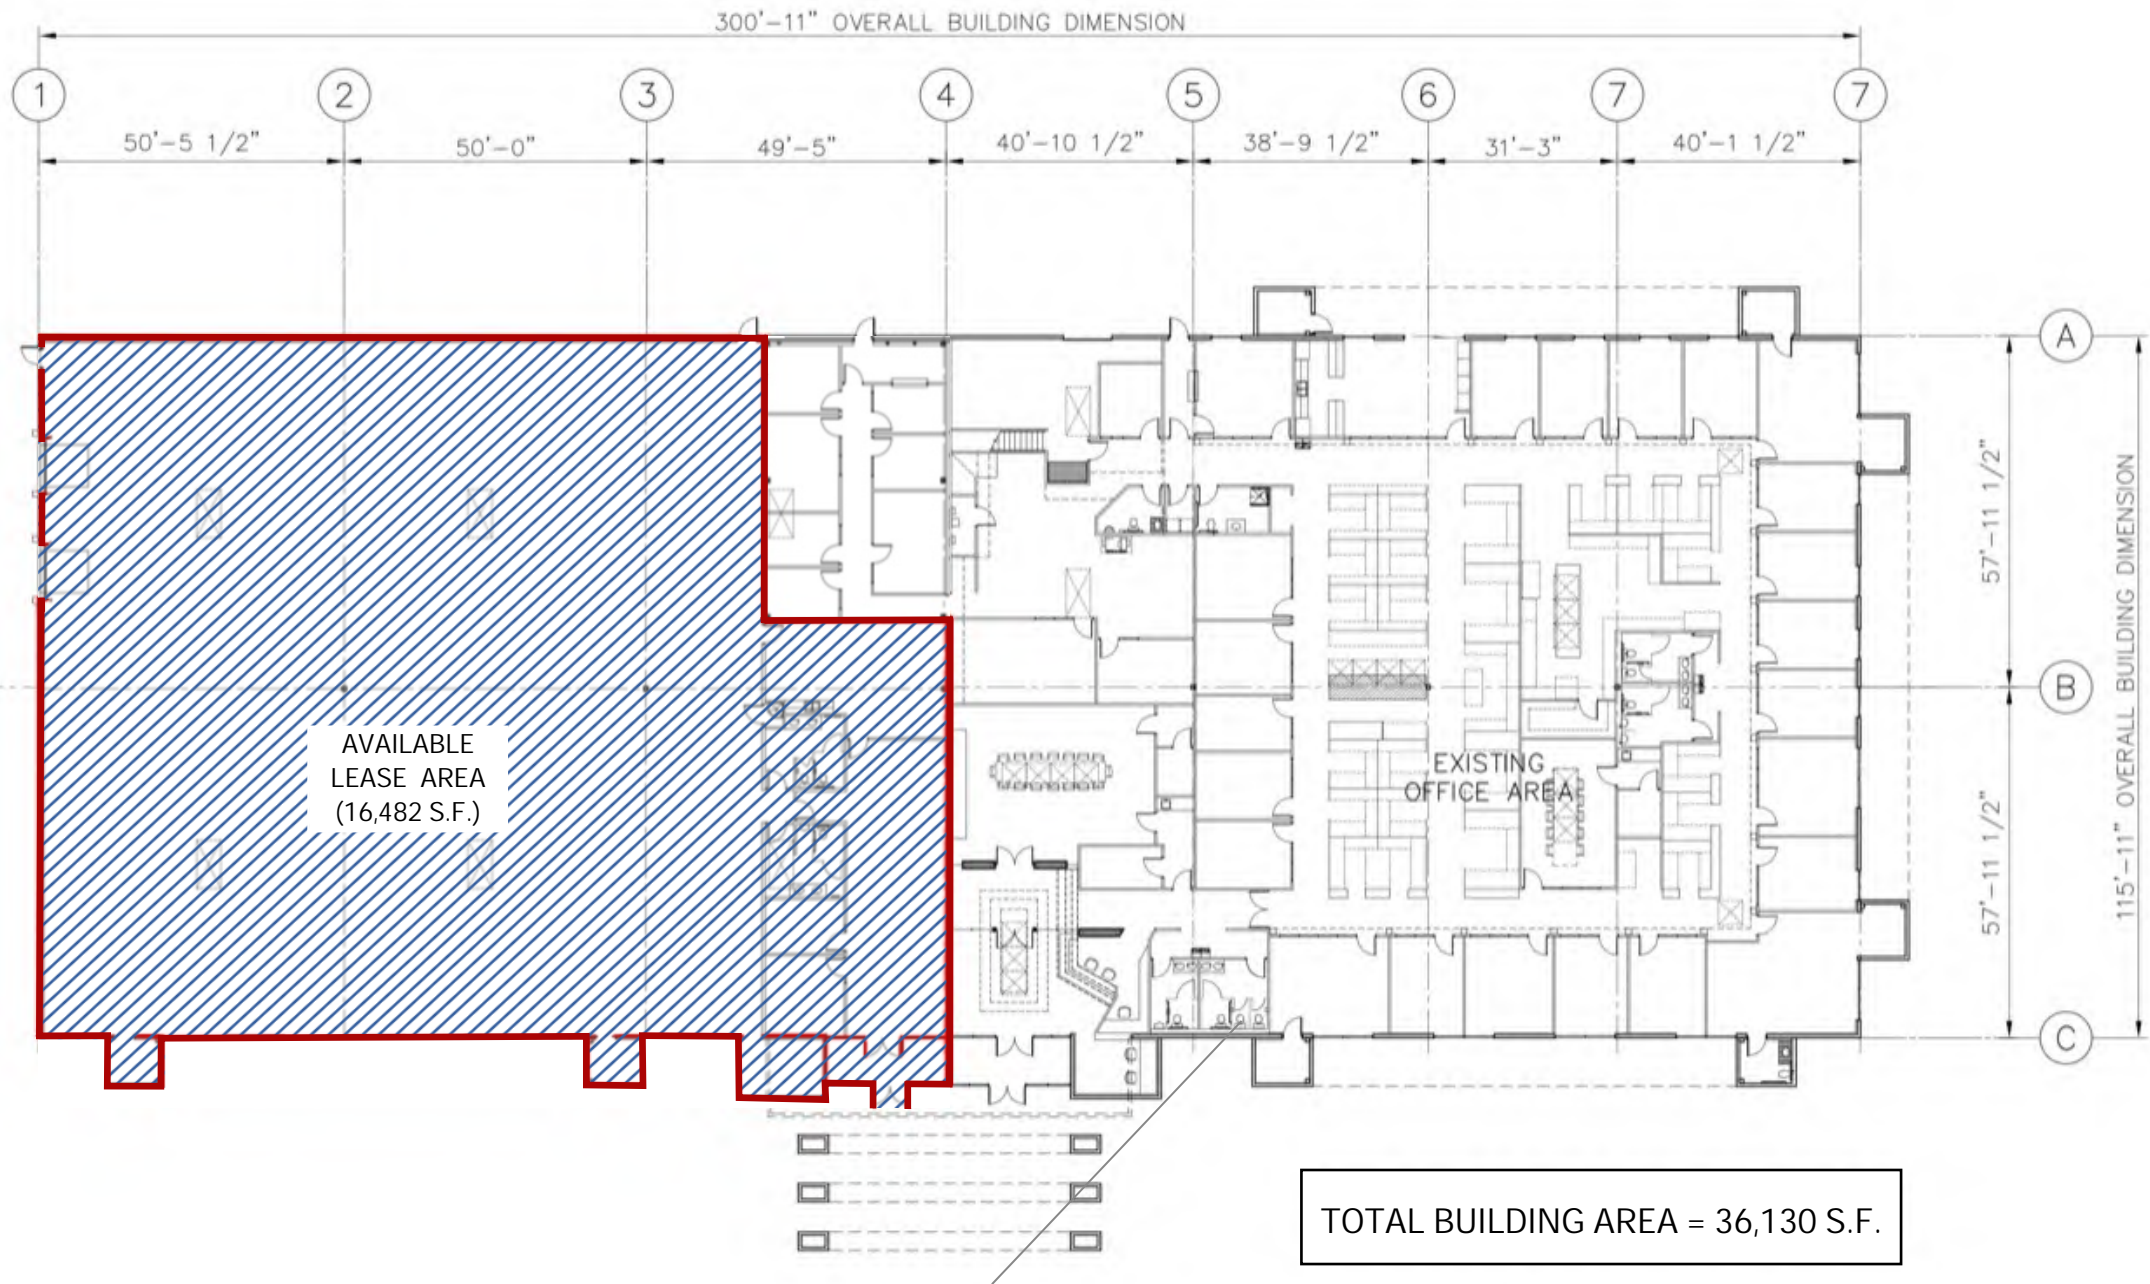 300'-11" OVERALL BUILDING DIMENSION
1 2 3 4 5 6 7 7
50'-5 1/2" 50'-0" 49'-5" 40'-10 1/2" 38'-9 1/2" 31'-3" 40'-1 1/2"
A
57'-11 1/2"
115'-11" OVERALL BUILDING DIMENSION
B
AVAILABLE
LEASE AREA
(16,482 S.F.)
EXISTING
OFFICE AREA
57'-11 1/2"
C
TOTAL BUILDING AREA = 36,130 S.F.